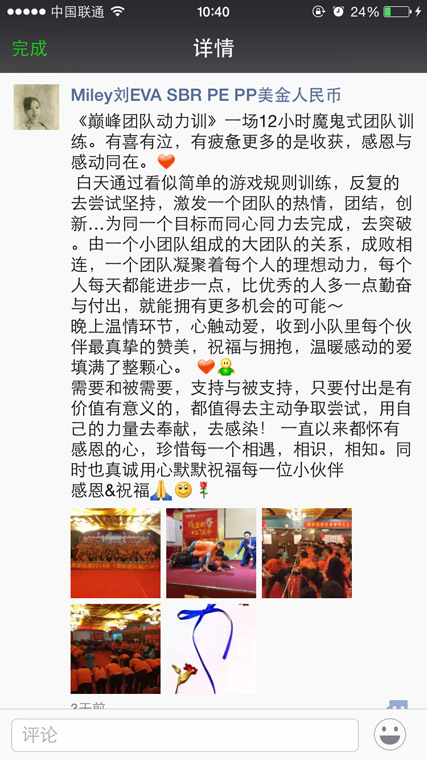 中国联通
10:40
24%
完成
详情
Miley刘EVA SBR PE PP美金人民币
《巅峰团队动力训》一场12小时魔鬼式团队训
练。有喜有泣，有疲惫更多的是收获，感恩与
感动同在。❤️
白天通过看似简单的游戏规则训练，反复的
去尝试坚持，激发一个团队的热情，团结，创
新...为同一个目标而同心同力去完成，去突破
。由一个小团队组成的大团队的关系，成败相
连，一个团队凝聚着每个人的理想动力，每个
人每天都能进步一点，比优秀的人多一点勤奋
与付出，就能拥有更多机会的可能～
晚上温情环节，心触动爱，收到小队里每个伙
伴最真挚的赞美，祝福与拥抱，温暖感动的爱
填满了整颗心。❤️
需要和被需要，支持与被支持，只要付出是有
价值有意义的，都值得去主动争取尝试，用自
己的力量去奉献，去感染！ 一直以来都怀有
感恩的心，珍惜每一个相遇，相识，相知。同
时也真诚用心默默祝福每一位小伙伴
感恩&祝福🙏😊🌹
3天前
评论